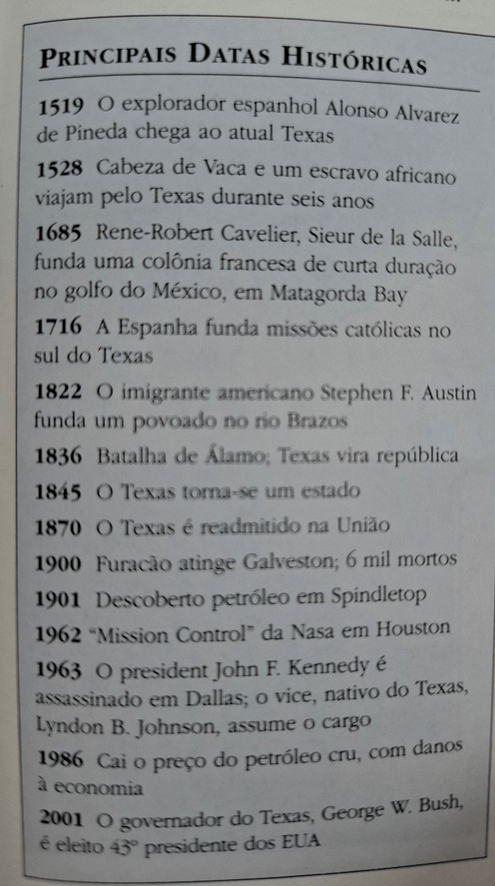 PRINCIPAIS DATAS HISTÓRICAS
1519 O explorador espanhol Alonso Alvarez
de Pineda chega ao atual Texas
1528 Cabeza de Vaca e um escravo africano
viajam pelo Texas durante seis anos
1685 Rene-Robert Cavelier, Sieur de la Salle,
funda uma colônia francesa de curta duração
no golfo do México, em Matagorda Bay
1716 A Espanha funda missões católicas no
sul do Texas
1822 O imigrante americano Stephen F. Austin
funda um povoado no rio Brazos
1836 Batalha de Álamo; Texas vira república
1845 O Texas torna-se um estado
1870 O Texas é readmitido na União
1900 Furacão atinge Galveston; 6 mil mortos
1901 Descoberto petróleo em Spindletop
1962 “Mission Control” da Nasa em Houston
1963 O president John F. Kennedy é
assassinado em Dallas; o vice, nativo do Texas,
Lyndon B. Johnson, assume o cargo
1986 Cai o preço do petróleo cru, com danos
à economia
2001 O governador do Texas, George W. Bush,
é eleito 43º presidente dos EUA